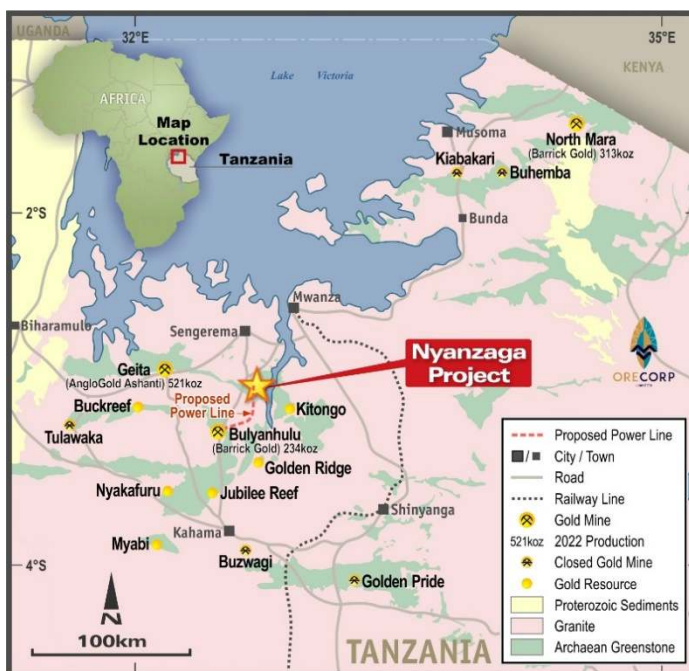 UGANDA
32°E
35°E
KENYA
Lake Victoria
AFRICA
Map
Location
Tanzania
Musoma
North Mara
(Barrick Gold) 313koz
Kiabakari
Buhemba
2°S
Bunda
Mwanza
Biharamulo
Sengerema
Nyanzaga
Project
ORECORP
LIMITED
Geita
(AngloGold Ashanti) 521koz
Proposed
Power Line
Buckreef
Kitongo
Tulawaka
Bulyanhulu
(Barrick Gold) 234koz
Golden Ridge
Nyakafuru
Jubilee Reef
Shinyanga
Kahama
Myabi
Buzwagi
4°S
Golden Pride
N
100km
TANZANIA
Proposed Power Line
City / Town
Road
Railway Line
Gold Mine
521koz 2022 Production
Closed Gold Mine
Gold Resource
Proterozoic Sediments
Granite
Archaean Greenstone